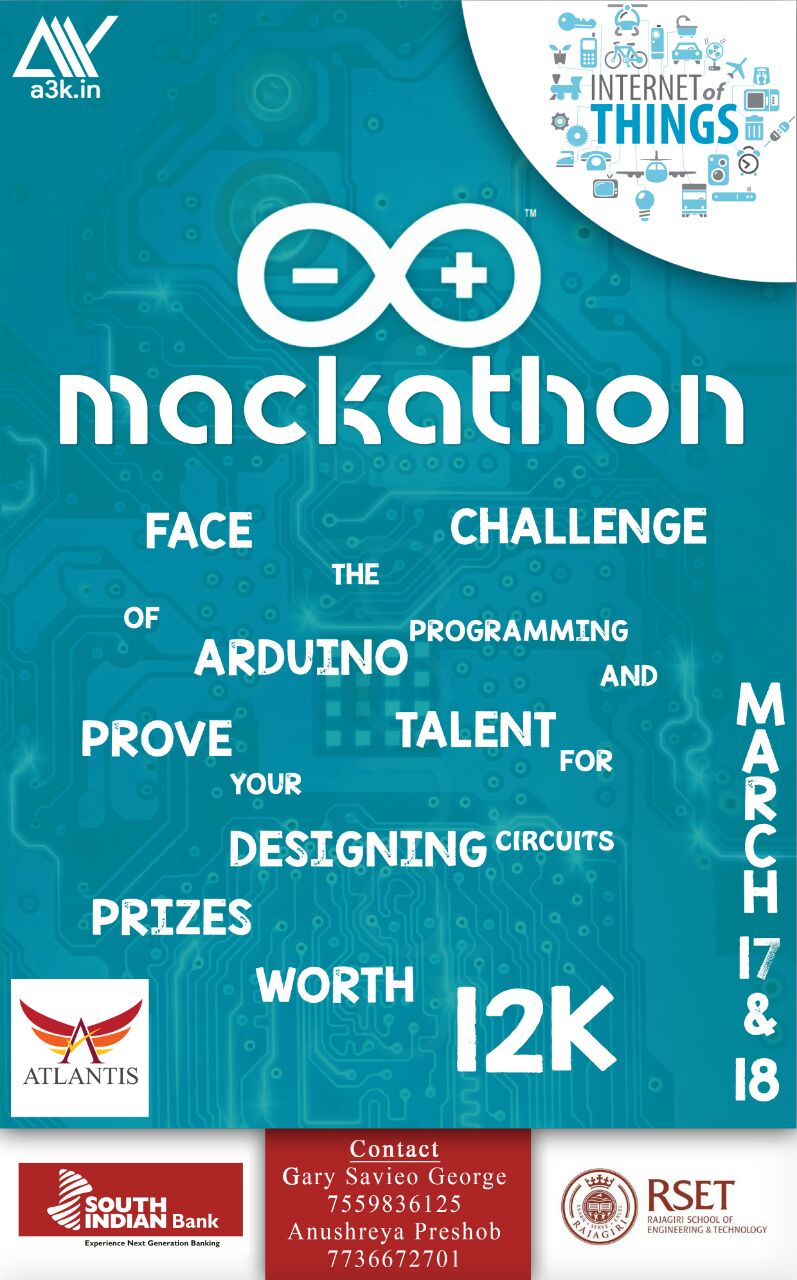 a3k.in
INTERNET of
THINGS
TM
mackathon
FACE
THE
CHALLENGE
OF
ARDUINO PROGRAMMING
AND
PROVE
YOUR
TALENT
FOR
DESIGNING CIRCUITS
PRIZES
WORTH
12K
MARCH
17
&
18
ATLANTIS
SOUTH
INDIAN Bank
Experience Next Generation Banking
Contact
Gary Savieo George
7559836125
Anushreya Preshob
7736672701
RAJAGIRI
RSET
RAJAGIRI SCHOOL OF
ENGINEERING & TECHNOLOGY